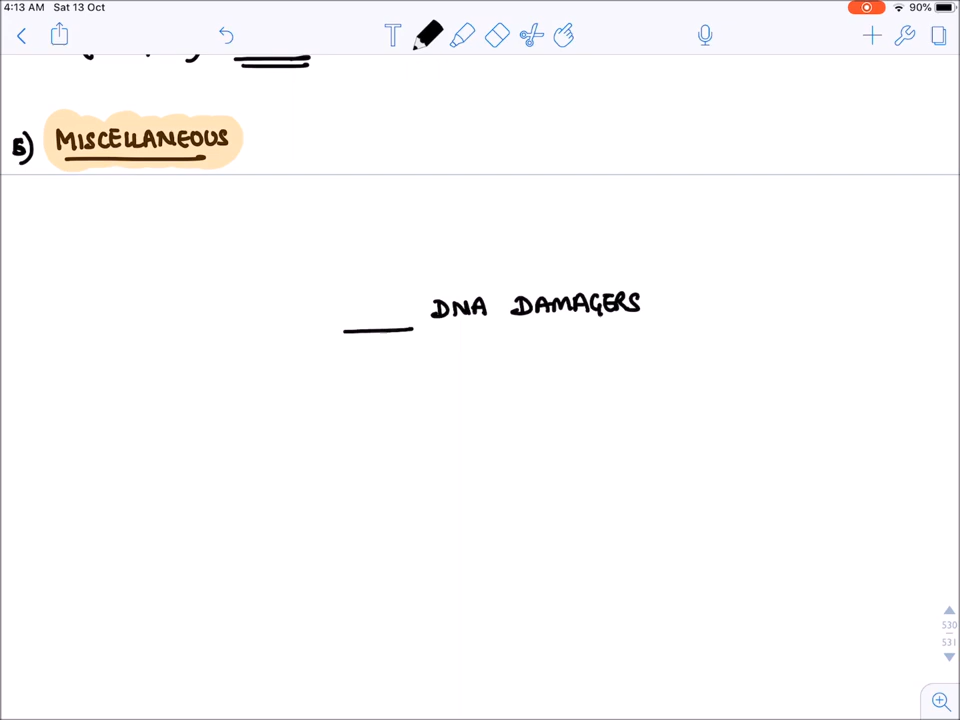 4:13 AM Sat 13 Oct
90%
T
5) MISCELLANEOUS
DNA DAMAGERS
530
531